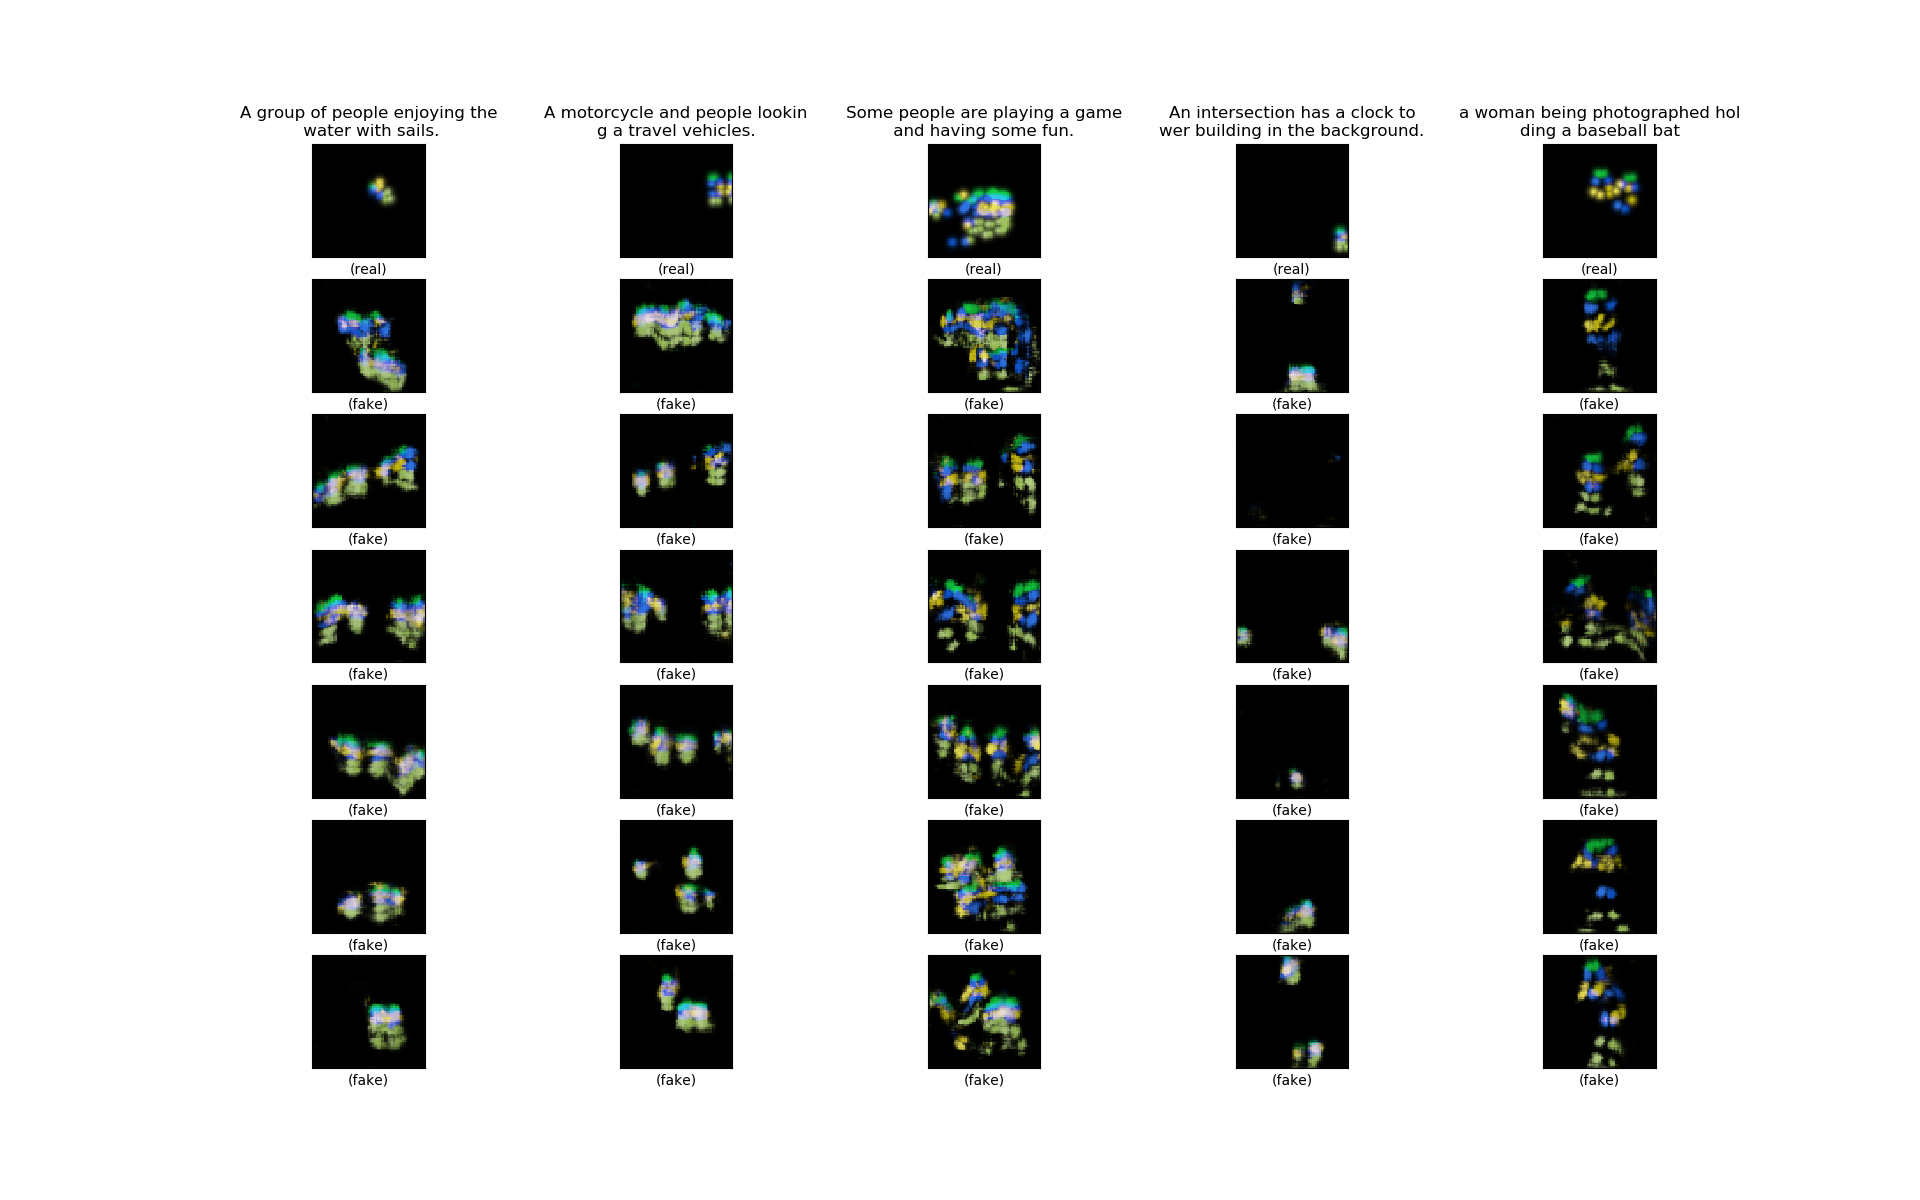 A group of people enjoying the
water with sails.
A motorcycle and people lookin
g a travel vehicles.
Some people are playing a game
and having some fun.
An intersection has a clock to
wer building in the background.
a woman being photographed hol
ding a baseball bat
(real) (real) (real) (real) (real)
(fake) (fake) (fake) (fake) (fake)
(fake) (fake) (fake) (fake) (fake)
(fake) (fake) (fake) (fake) (fake)
(fake) (fake) (fake) (fake) (fake)
(fake) (fake) (fake) (fake) (fake)
(fake) (fake) (fake) (fake) (fake)